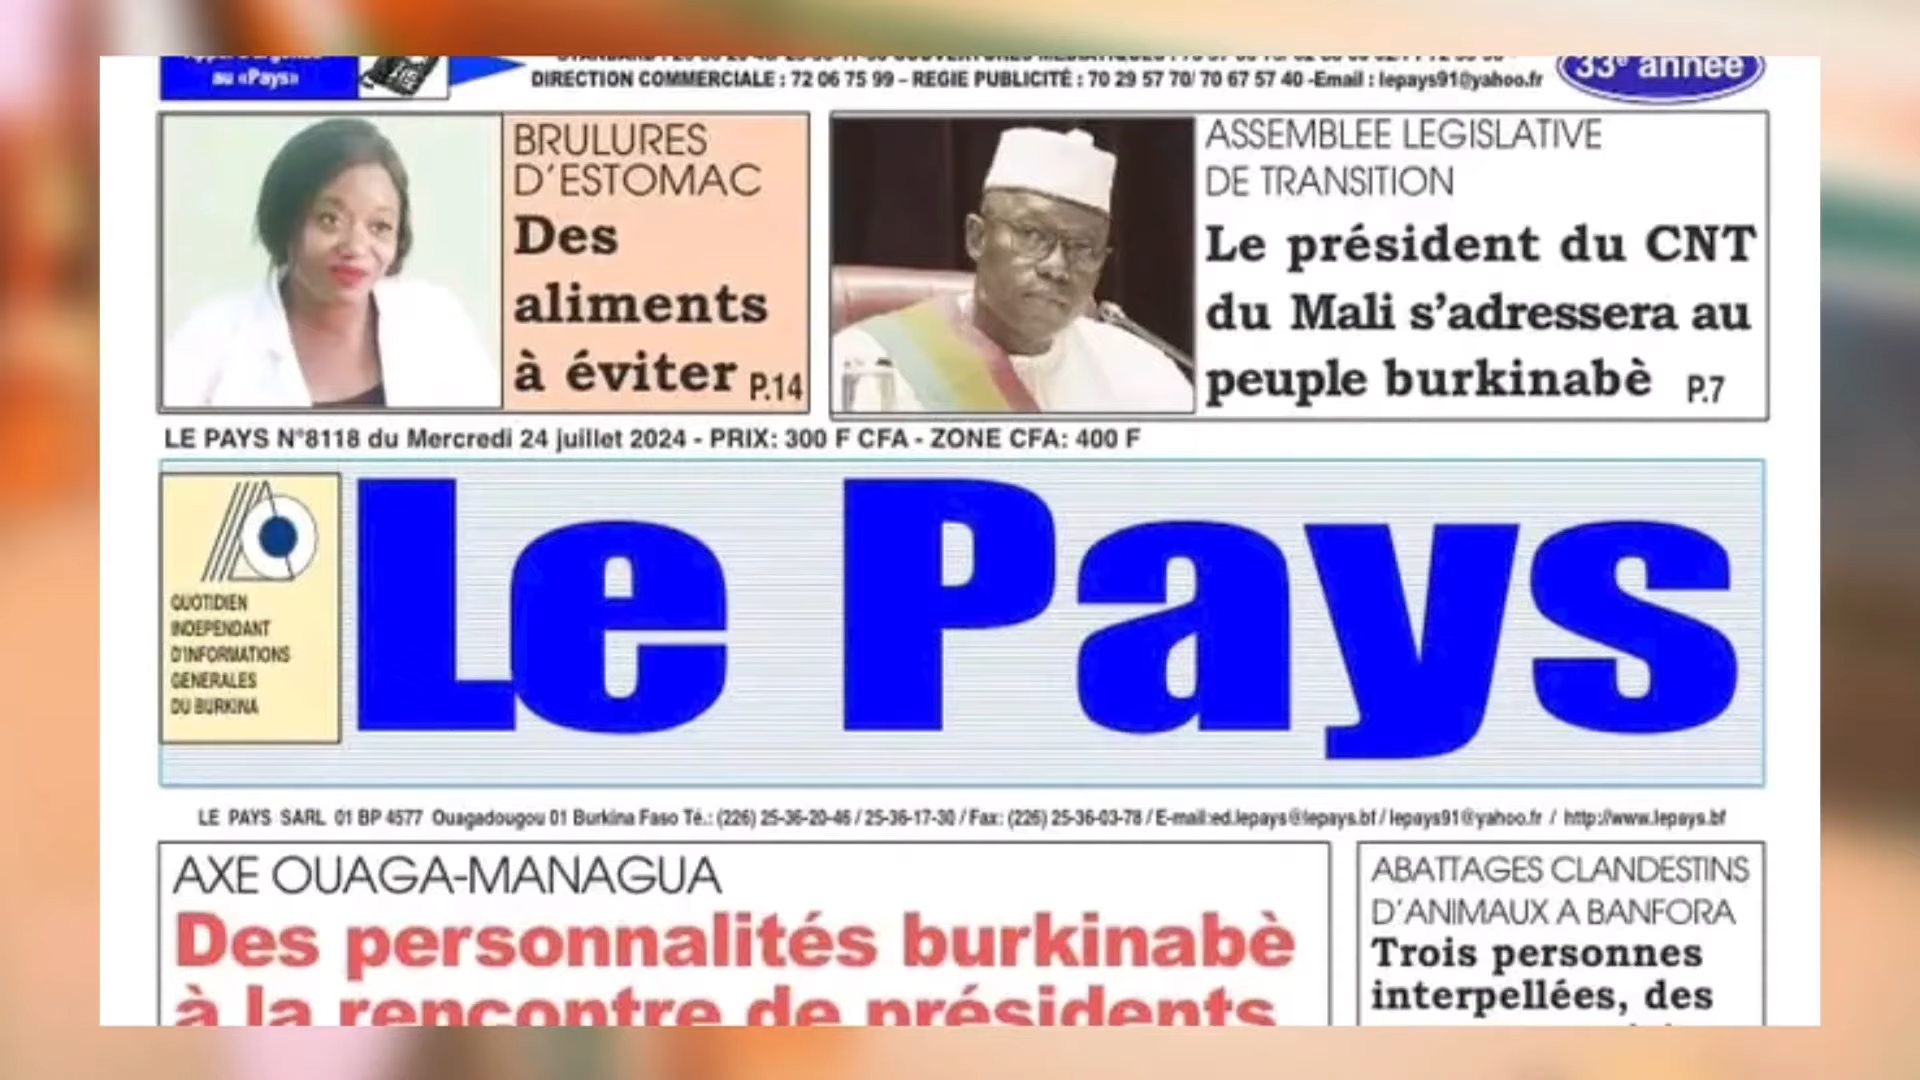 au «Pays»
DIRECTION COMMERCIALE : 72 06 75 99 – REGIE PUBLICITÉ : 70 29 57 70/ 70 67 57 40 -Email : lepays91@yahoo.fr
33e année
BRULURES
D'ESTOMAC
Des
aliments
à éviter P.14
ASSEMBLEE LEGISLATIVE
DE TRANSITION
Le président du CNT
du Mali s'adressera au
peuple burkinabè P.7
LE PAYS N°8118 du Mercredi 24 juillet 2024 - PRIX: 300 F CFA - ZONE CFA: 400 F
QUOTIDIEN
INDEPENDANT
D'INFORMATIONS
GENERALES
DU BURKINA
Le Pays
LE PAYS SARL 01 BP 4577 Ouagadougou 01 Burkina Faso Té.: (226) 25-36-20-46 / 25-36-17-30 / Fax: (226) 25-36-03-78 / E-mail:ed.lepays@lepays.bf / lepays91@yahoo.fr / http://www.lepays.bf
AXE OUAGA-MANAGUA
Des personnalités burkinabè
à la rencontre de présidents
ABATTAGES CLANDESTINS
D'ANIMAUX A BANFORA
Trois personnes
interpellées, des